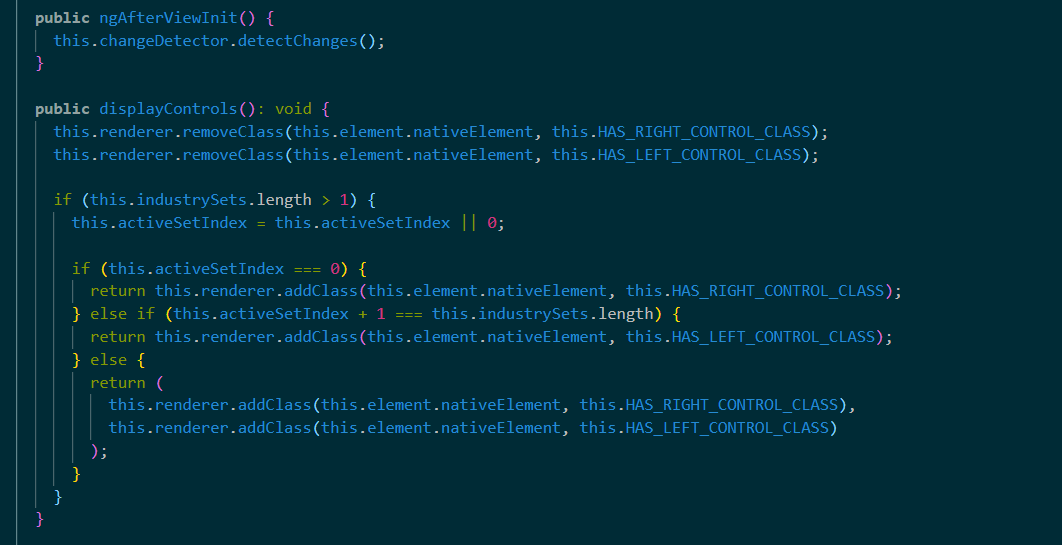 public ngAfterViewInit() {
this.changeDetector.detectChanges();
}
public displayControls(): void {
this.renderer.removeClass(this.element.nativeElement, this.HAS_RIGHT_CONTROL_CLASS);
this.renderer.removeClass(this.element.nativeElement, this.HAS_LEFT_CONTROL_CLASS);
if (this.industrySets.length > 1) {
this.activeSetIndex = this.activeSetIndex || 0;
if (this.activeSetIndex === 0) {
return this.renderer.addClass(this.element.nativeElement, this.HAS_RIGHT_CONTROL_CLASS);
} else if (this.activeSetIndex + 1 === this.industrySets.length) {
return this.renderer.addClass(this.element.nativeElement, this.HAS_LEFT_CONTROL_CLASS);
} else {
return (
this.renderer.addClass(this.element.nativeElement, this.HAS_RIGHT_CONTROL_CLASS),
this.renderer.addClass(this.element.nativeElement, this.HAS_LEFT_CONTROL_CLASS)
);
}
}
}